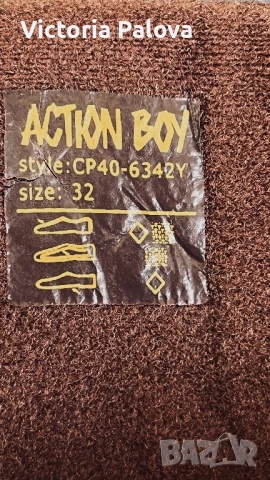 Victoria Palova
ACTION BOY
style:CP40-6342Y
size: 32
BAZAR